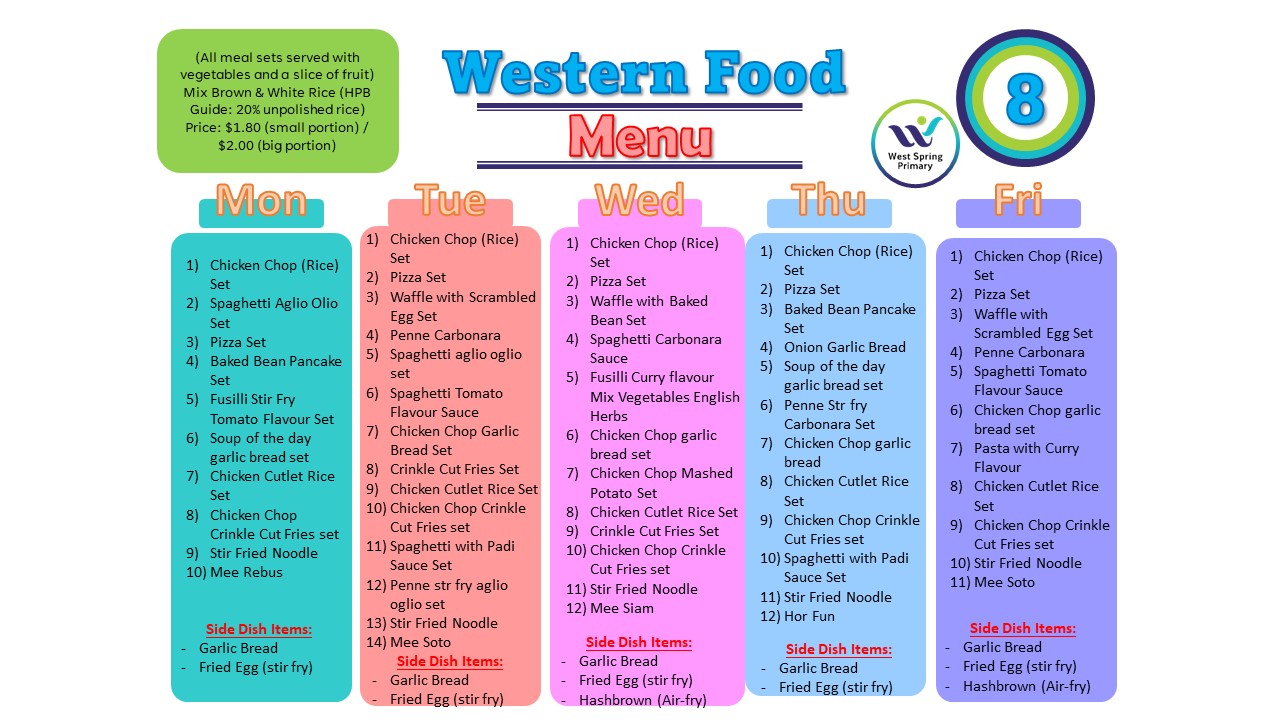 (All meal sets served with
vegetables and a slice of fruit)
Mix Brown & White Rice (HPB
Guide: 20% unpolished rice)
Price: $1.80 (small portion) /
$2.00 (big portion)
Western Food
Menu
8
West Spring
Primary
Mon
1) Chicken Chop (Rice)
Set
2) Spaghetti Aglio Olio
Set
3) Pizza Set
4) Baked Bean Pancake
Set
5) Fusilli Stir Fry
Tomato Flavour Set
6) Soup of the day
garlic bread set
7) Chicken Cutlet Rice
Set
8) Chicken Chop
Crinkle Cut Fries set
9) Stir Fried Noodle
10) Mee Rebus
Side Dish Items:
- Garlic Bread
- Fried Egg (stir fry)
Tue
1) Chicken Chop (Rice)
Set
2) Pizza Set
3) Waffle with Scrambled
Egg Set
4) Penne Carbonara
5) Spaghetti aglio oglio
set
6) Spaghetti Tomato
Flavour Sauce
7) Chicken Chop Garlic
Bread Set
8) Crinkle Cut Fries Set
9) Chicken Cutlet Rice Set
10) Chicken Chop Crinkle
Cut Fries set
11) Spaghetti with Padi
Sauce Set
12) Penne str fry aglio
oglio set
13) Stir Fried Noodle
14) Mee Soto
Side Dish Items:
- Garlic Bread
- Fried Egg (stir fry)
Wed
1) Chicken Chop (Rice)
Set
2) Pizza Set
3) Waffle with Baked
Bean Set
4) Spaghetti Carbonara
Sauce
5) Fusilli Curry flavour
Mix Vegetables English
Herbs
6) Chicken Chop garlic
bread set
7) Chicken Chop Mashed
Potato Set
8) Chicken Cutlet Rice Set
9) Crinkle Cut Fries Set
10) Chicken Chop Crinkle
Cut Fries set
11) Stir Fried Noodle
12) Mee Siam
Side Dish Items:
- Garlic Bread
- Fried Egg (stir fry)
- Hashbrown (Air-fry)
Thu
1) Chicken Chop (Rice)
Set
2) Pizza Set
3) Baked Bean Pancake
Set
4) Onion Garlic Bread
5) Soup of the day
garlic bread set
6) Penne Str fry
Carbonara Set
7) Chicken Chop garlic
bread
8) Chicken Cutlet Rice
Set
9) Chicken Chop Crinkle
Cut Fries set
10) Spaghetti with Padi
Sauce Set
11) Stir Fried Noodle
12) Hor Fun
Side Dish Items:
- Garlic Bread
- Fried Egg (stir fry)
Fri
1) Chicken Chop (Rice)
Set
2) Pizza Set
3) Waffle with
Scrambled Egg Set
4) Penne Carbonara
5) Spaghetti Tomato
Flavour Sauce
6) Chicken Chop garlic
bread set
7) Pasta with Curry
Flavour
8) Chicken Cutlet Rice
Set
9) Chicken Chop Crinkle
Cut Fries set
10) Stir Fried Noodle
11) Mee Soto
Side Dish Items:
- Garlic Bread
- Fried Egg (stir fry)
- Hashbrown (Air-fry)